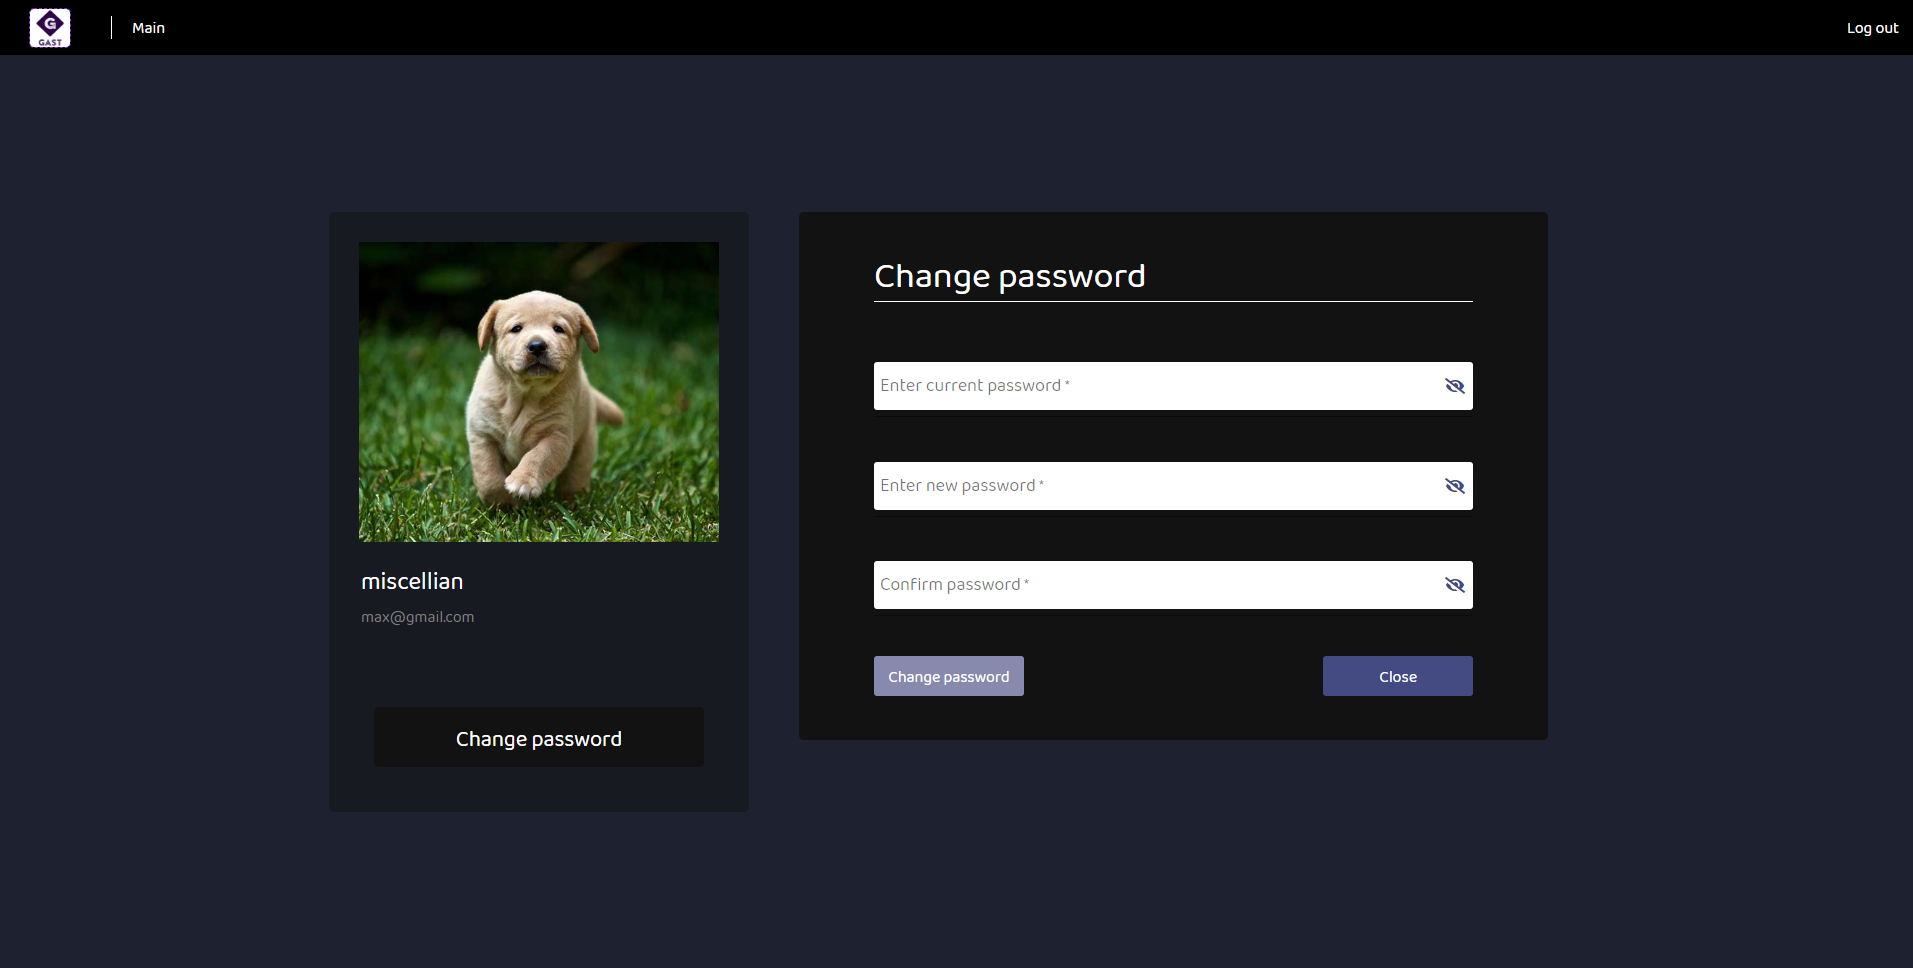 G
GAST
Main
Log out
miscellian
max@gmail.com
Change password
Change password
Enter current password *
Enter new password *
Confirm password *
Change password
Close